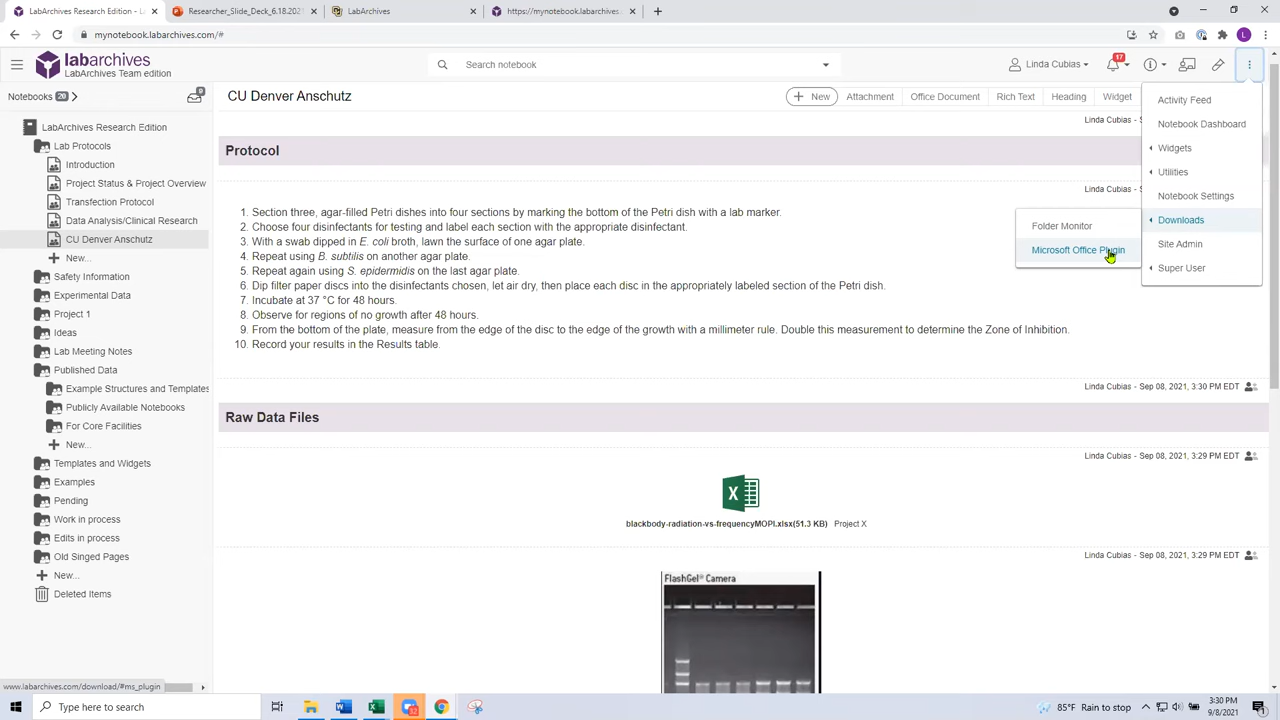 LabArchives Research Edition -
Researcher_Slide_Deck_6.18.2021
LabArchives
https://mynotebook.labarchives.
mynotebook.labarchives.com/#
L
labarchives
LabArchives Team edition
Search notebook
Linda Cubias
17
Notebooks 20
0
CU Denver Anschutz
New
Attachment
Office Document
Rich Text
Heading
Widget
Activity Feed
Notebook Dashboard
Widgets
Utilities
Notebook Settings
Downloads
Site Admin
Super User
Folder Monitor
Microsoft Office Plugin
LabArchives Research Edition
Lab Protocols
Introduction
Project Status & Project Overview
Transfection Protocol
Data Analysis/Clinical Research
CU Denver Anschutz
New...
Safety Information
Experimental Data
Project 1
Ideas
Lab Meeting Notes
Published Data
Example Structures and Templates
Publicly Available Notebooks
For Core Facilities
New...
Templates and Widgets
Examples
Pending
Work in process
Edits in process
Old Singed Pages
New...
Deleted Items
Linda Cubias - S
Protocol
Linda Cubias - S
1. Section three, agar-filled Petri dishes into four sections by marking the bottom of the Petri dish with a lab marker.
2. Choose four disinfectants for testing and label each section with the appropriate disinfectant.
3. With a swab dipped in E. coli broth, lawn the surface of one agar plate.
4. Repeat using B. subtilis on another agar plate.
5. Repeat again using S. epidermidis on the last agar plate.
6. Dip filter paper discs into the disinfectants chosen, let air dry, then place each disc in the appropriately labeled section of the Petri dish.
7. Incubate at 37 °C for 48 hours.
8. Observe for regions of no growth after 48 hours.
9. From the bottom of the plate, measure from the edge of the disc to the edge of the growth with a millimeter rule. Double this measurement to determine the Zone of Inhibition.
10. Record your results in the Results table.
Linda Cubias - Sep 08, 2021, 3:30 PM EDT
Raw Data Files
Linda Cubias - Sep 08, 2021, 3:29 PM EDT
X
blackbody-radiation-vs-frequencyMOPI.xlsx(51.3 KB) Project X
Linda Cubias - Sep 08, 2021, 3:29 PM EDT
FlashGel® Camera
www.labarchives.com/download/#ms_plugin
Type here to search
85°F Rain to stop
3:30 PM
9/8/2021